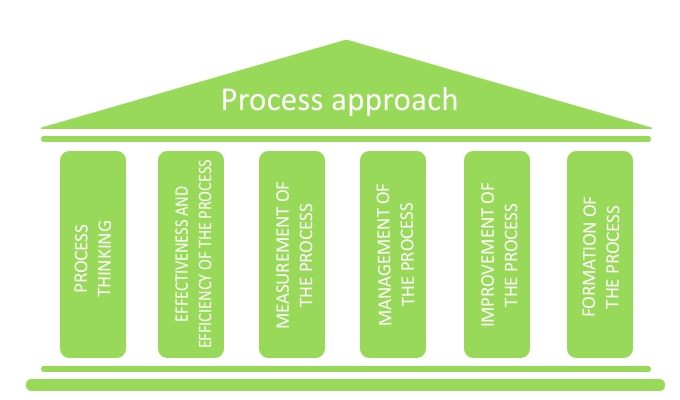 Process approach
PROCESS
THINKING
EFFECTIVENESS AND
EFFICIENCY OF THE PROCESS
MEASUREMENT OF
THE PROCESS
MANAGEMENT OF
THE PROCESS
IMPROVEMENT OF
THE PROCESS
FORMATION OF
THE PROCESS